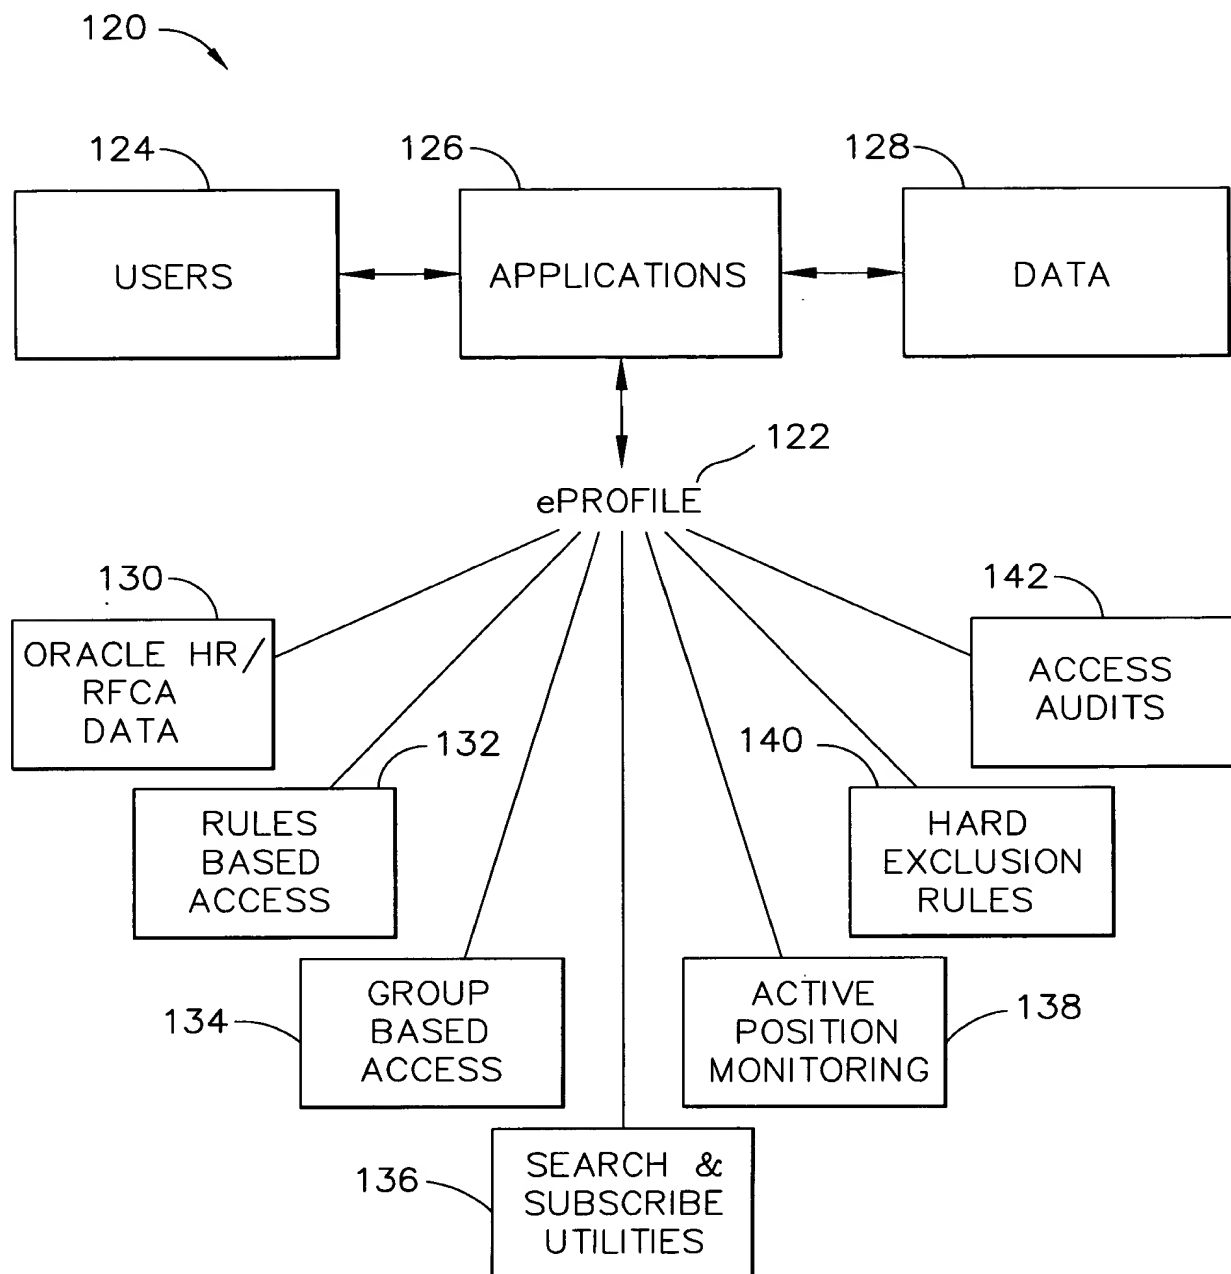 120
124
126
128
USERS
APPLICATIONS
DATA
122
ePROFILE
130
142
ORACLE HR/
RFCA
DATA
ACCESS
AUDITS
132
140
RULES
BASED
ACCESS
HARD
EXCLUSION
RULES
134
GROUP
BASED
ACCESS
ACTIVE
POSITION
MONITORING
138
136
SEARCH &
SUBSCRIBE
UTILITIES